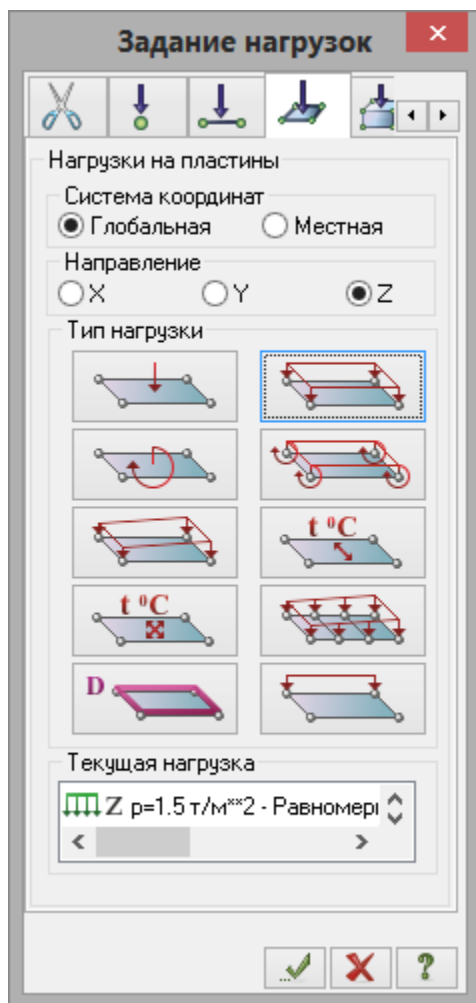 Задание нагрузок
Нагрузки на пластины
Система координат
Глобальная Местная
Направление
X Y Z
Тип нагрузки
t °C
t °C
D
Текущая нагрузка
Z p=1.5 т/м**2 - Равномерн
?